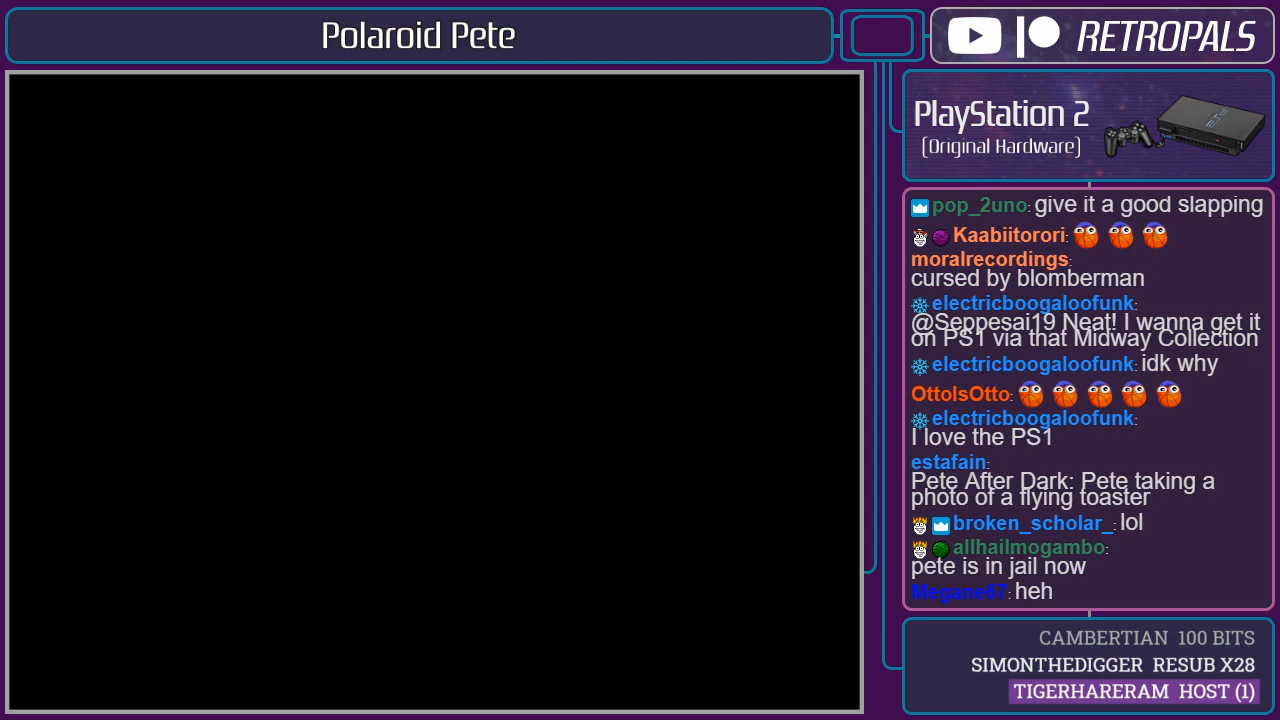 Polaroid Pete
RETROPALS
PlayStation 2
(Original Hardware)
pop_2uno: give it a good slapping
Kaabiitorori:
moralrecordings:
cursed by blomberman
electricboogaloofunk:
@Seppesai19 Neat! I wanna get it
on PS1 via that Midway Collection
electricboogaloofunk: idk why
OttoIsOtto:
electricboogaloofunk:
I love the PS1
estafain:
Pete After Dark: Pete taking a
photo of a flying toaster
broken_scholar_: lol
allhailmogambo:
pete is in jail now
Megane67: heh
CAMBERTIAN 100 BITS
SIMONTHEDIGGER RESUB X28
TIGERHARERAM HOST (1)